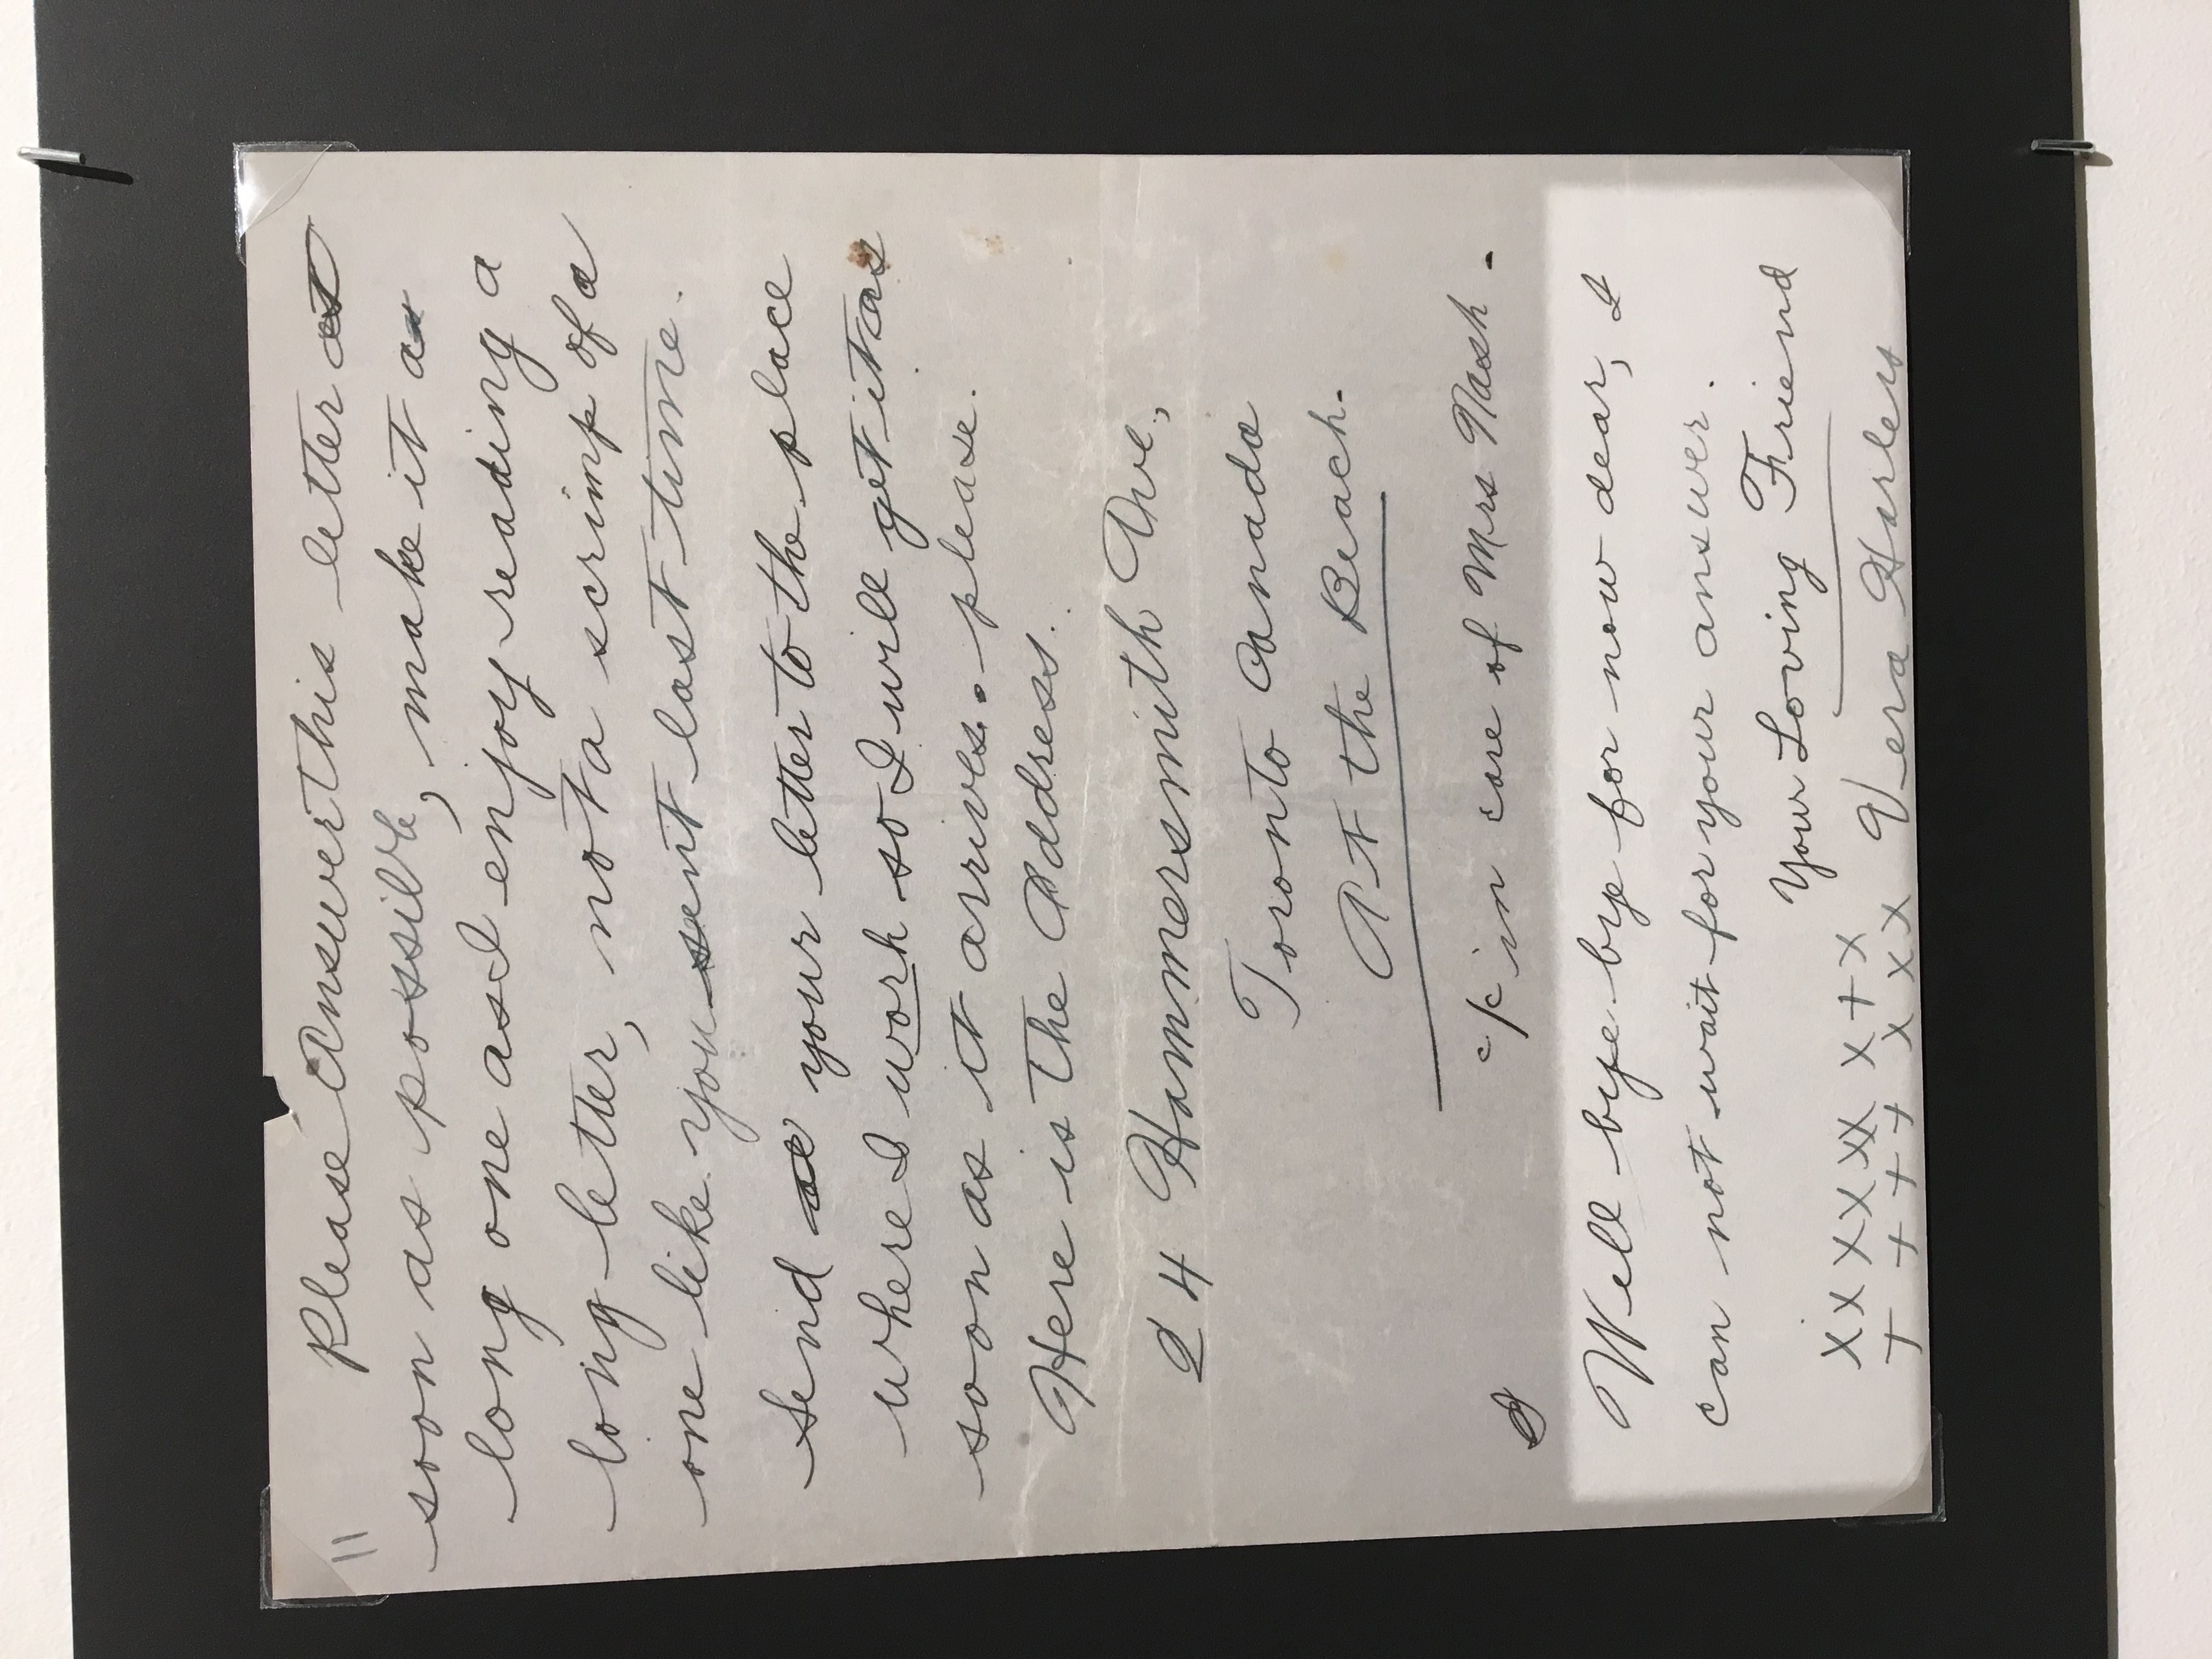 11 Please Answer this letter as
soon as possible, make it as
long one as I enjoy reading a
long letter, not a scrimp of a
one like you sent last time.
Send your letter to the place
where I work so I will get it as
soon as it arrives. please.
Here is the Address.
24 Hammersmith Ave.,
Toronto Canada
At the Beach.
c/c in care of Mrs Nash.
I
Well bye bye for now dear, I
can not wait for your answer.
Your Loving Friend
xxxxxx x+x
++++ xxx Vera